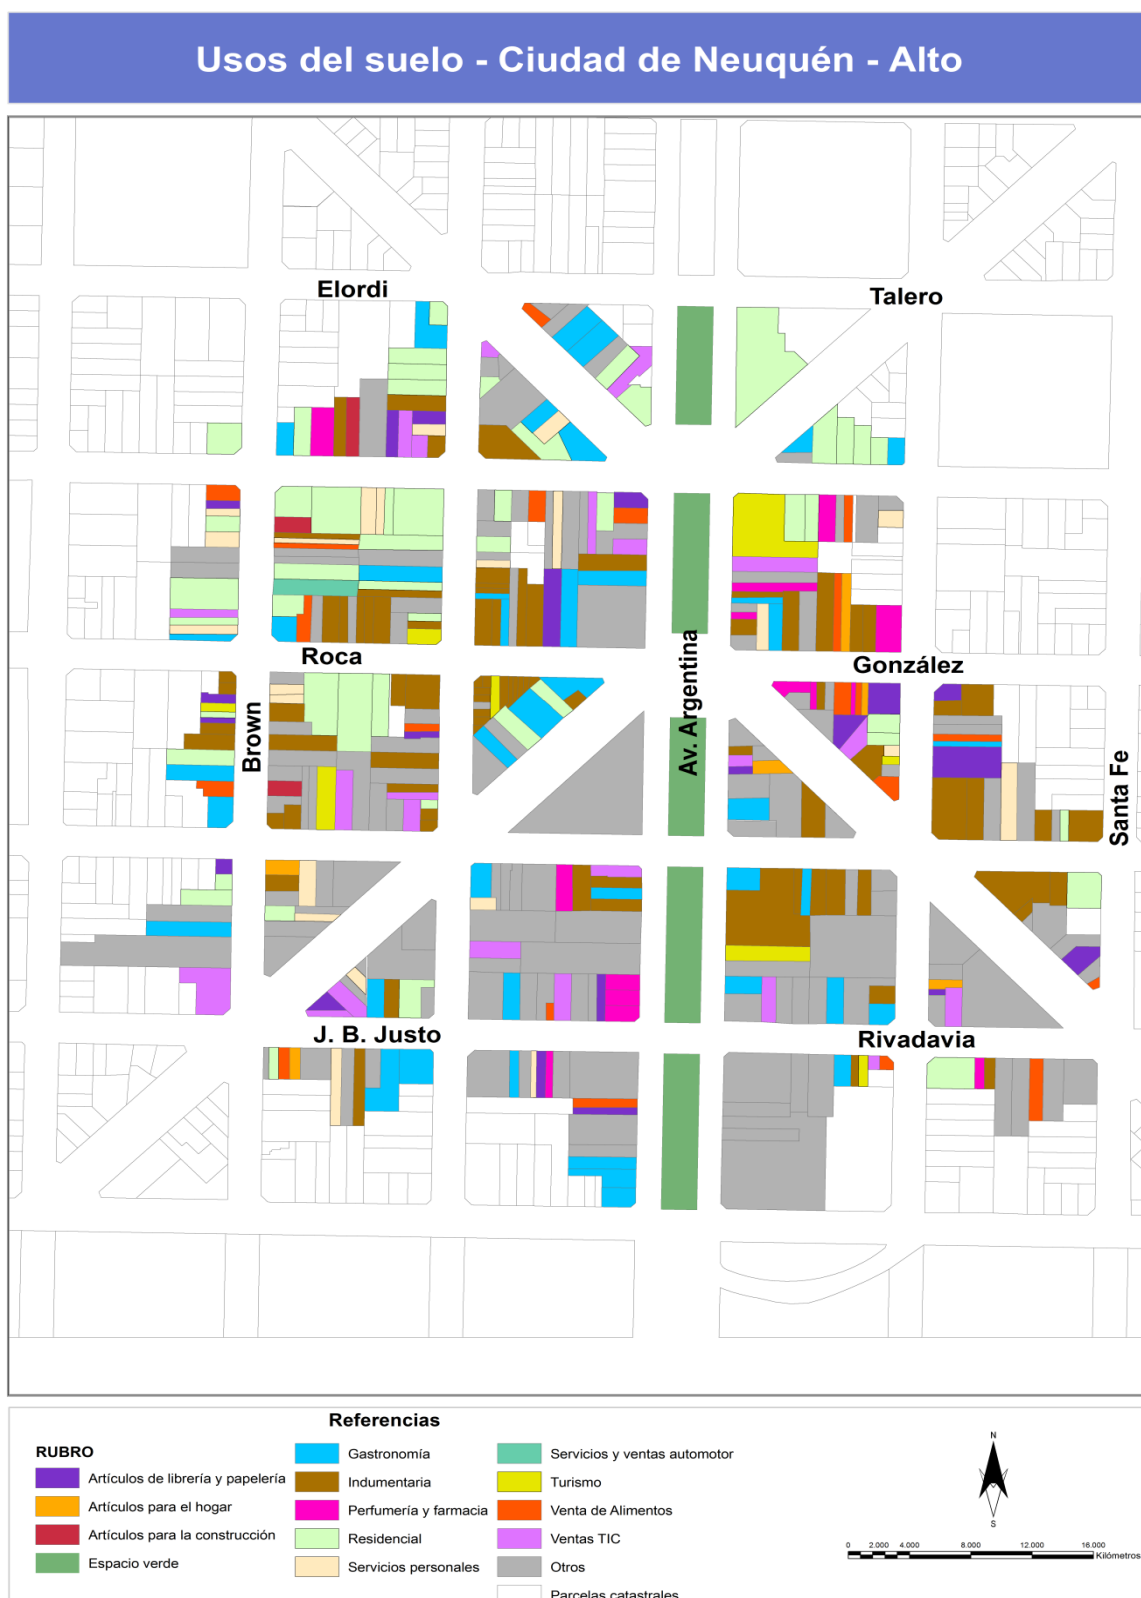 Usos del suelo - Ciudad de Neuquén - Alto
Elordi
Talero
Roca
González
Av. Argentina
Brown
Santa Fe
J. B. Justo
Rivadavia
Referencias
RUBRO
Artículos de librería y papelería
Artículos para el hogar
Artículos para la construcción
Espacio verde
Gastronomía
Indumentaria
Perfumería y farmacia
Residencial
Servicios personales
Servicios y ventas automotor
Turismo
Venta de Alimentos
Ventas TIC
Otros
Parcelas catastrales
N
S
0 2.000 4.000 8.000 12.000 16.000
Kilómetros